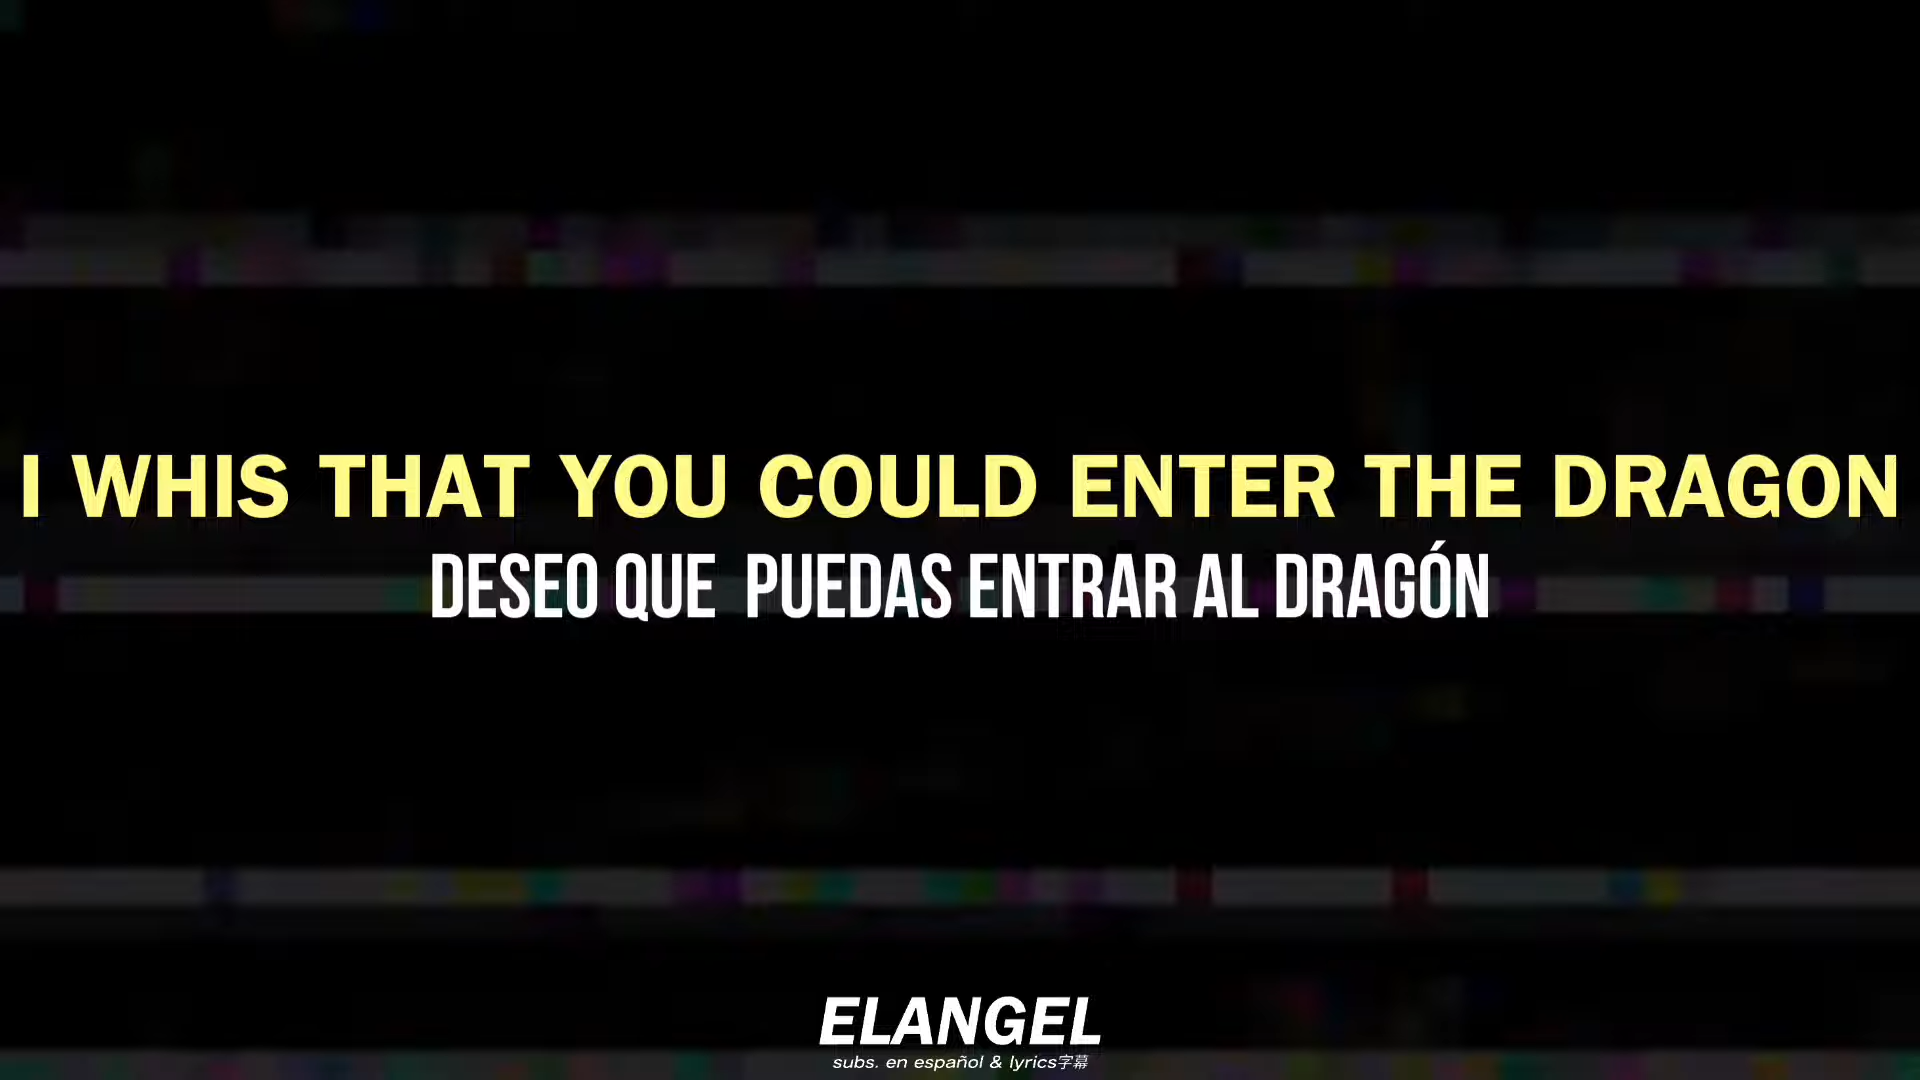 I WHIS THAT YOU COULD ENTER THE DRAGON
DESEO QUE PUEDAS ENTRAR AL DRAGÓN
ELANGEL
subs. en español & lyrics字幕